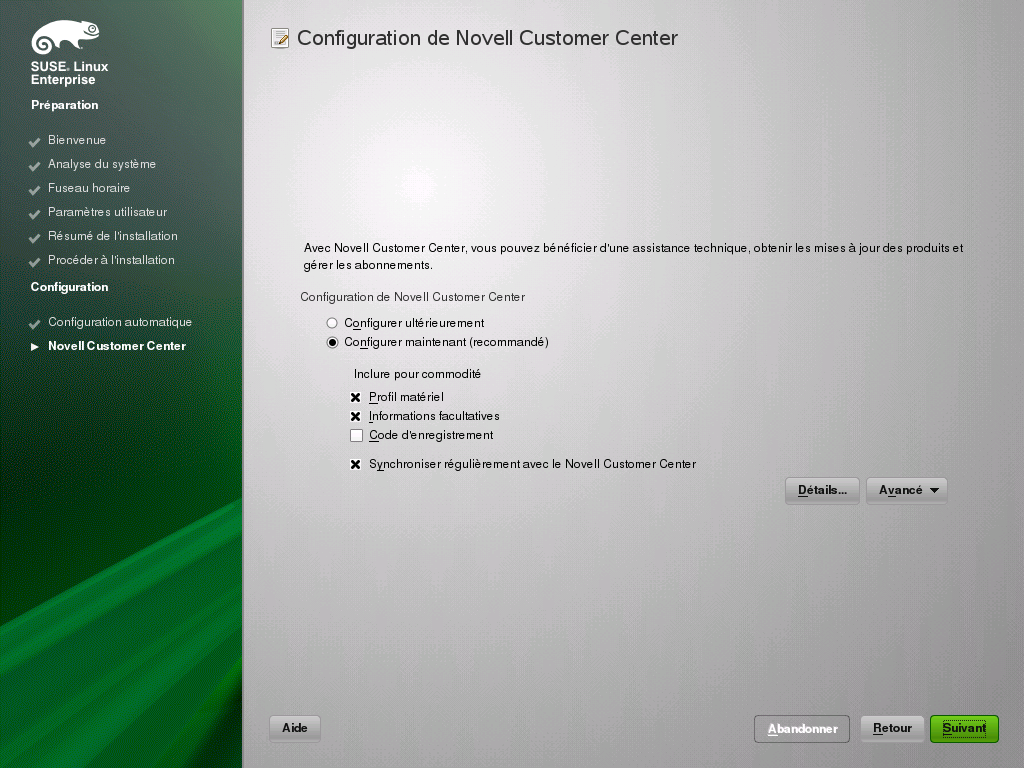 SUSE® Linux
Enterprise
Préparation
Bienvenue
Analyse du système
Fuseau horaire
Paramètres utilisateur
Résumé de l'installation
Procéder à l'installation
Configuration
Configuration automatique
Novell Customer Center
Configuration de Novell Customer Center
Avec Novell Customer Center, vous pouvez bénéficier d'une assistance technique, obtenir les mises à jour des produits et
gérer les abonnements.
Configuration de Novell Customer Center
Configurer ultérieurement
Configurer maintenant (recommandé)
Inclure pour commodité
Profil matériel
Informations facultatives
Code d'enregistrement
Synchroniser régulièrement avec le Novell Customer Center
Détails... Avancé
Aide Abandonner Retour Suivant